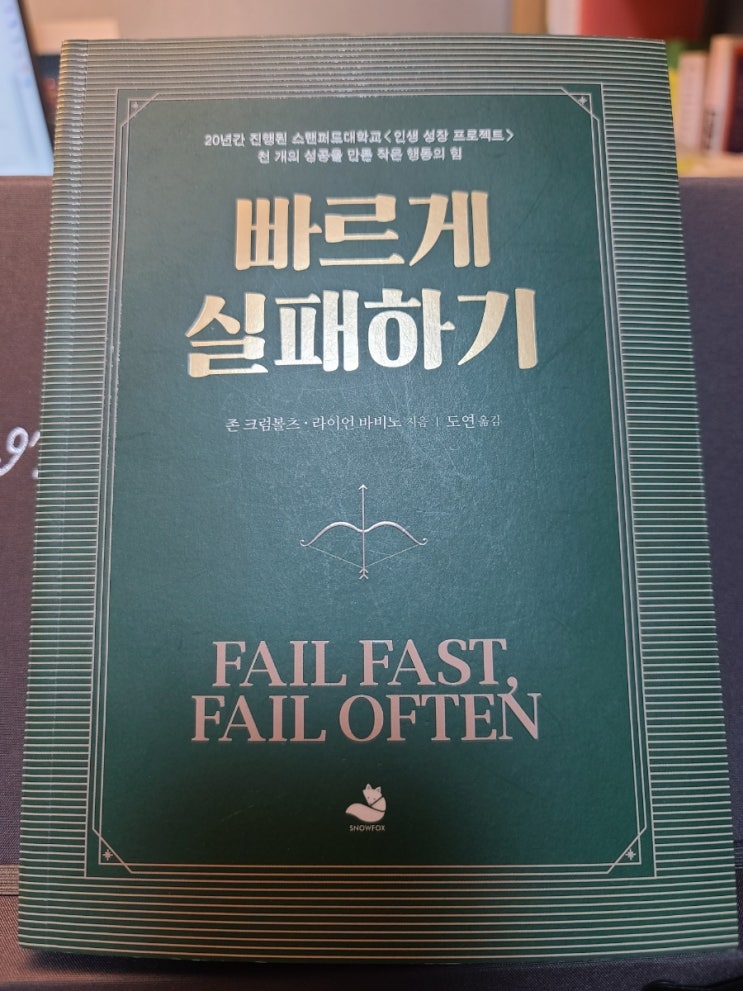 20년간 진행된 스탠퍼드대학교 <인생 성장 프로젝트>
천 개의 성공을 만든 작은 행동의 힘
빠르게
실패하기
존 크럼볼츠·라이언 바비노 지음 | 도연 옮김
FAIL FAST,
FAIL OFTEN
SNOWFOX